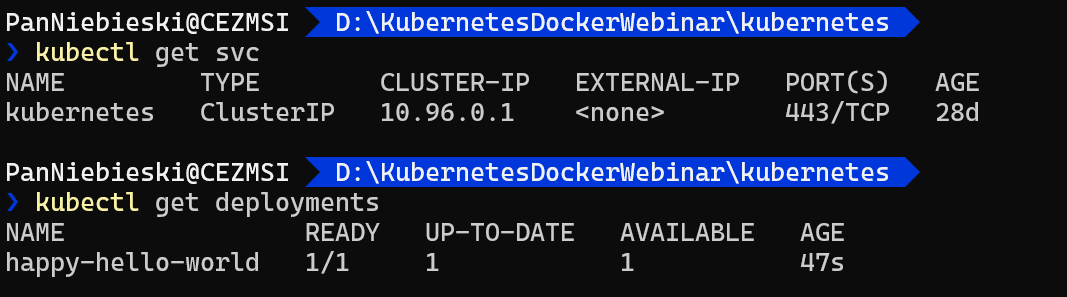 PanNiebieski@CEZMSI D:\KubernetesDockerWebinar\kubernetes
❯ kubectl get svc
NAME TYPE CLUSTER-IP EXTERNAL-IP PORT(S) AGE
kubernetes ClusterIP 10.96.0.1 <none> 443/TCP 28d
PanNiebieski@CEZMSI D:\KubernetesDockerWebinar\kubernetes
❯ kubectl get deployments
NAME READY UP-TO-DATE AVAILABLE AGE
happy-hello-world 1/1 1 1 47s